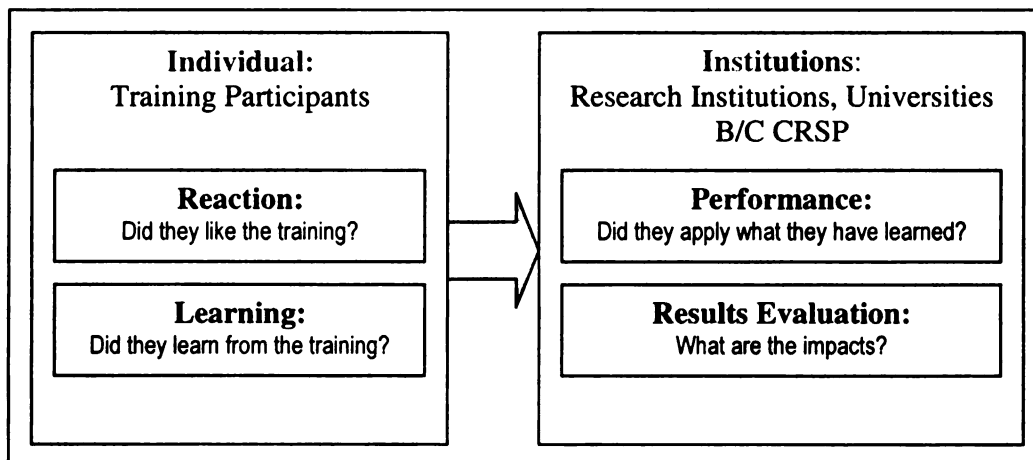 Individual:
Training Participants
Reaction:
Did they like the training?
Learning:
Did they learn from the training?
Institutions:
Research Institutions, Universities
B/C CRSP
Performance:
Did they apply what they have learned?
Results Evaluation:
What are the impacts?